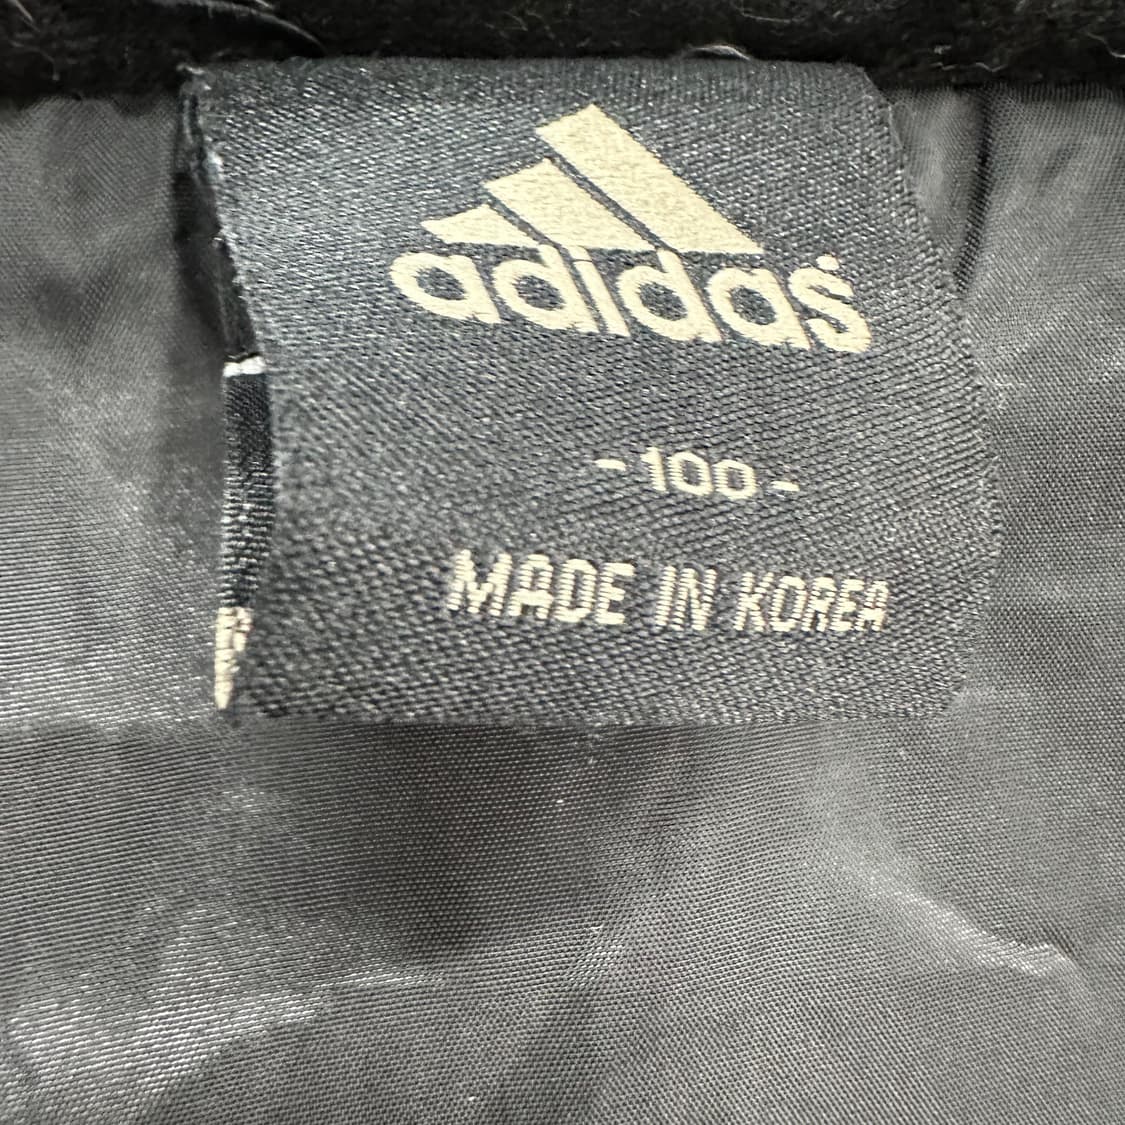 adidas
- 100 -
MADE IN KOREA